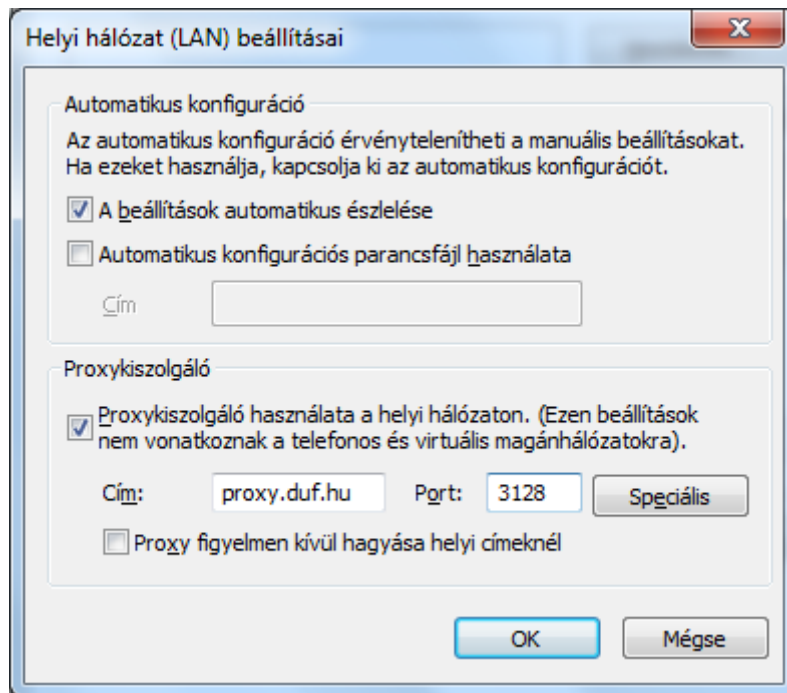 Helyi hálózat (LAN) beállításai
Automatikus konfiguráció
Az automatikus konfiguráció érvénytelenítheti a manuális beállításokat.
Ha ezeket használja, kapcsolja ki az automatikus konfigurációt.
A beállítások automatikus észlelése
Automatikus konfigurációs parancsfájl használata
Cím
Proxykiszolgáló
Proxykiszolgáló használata a helyi hálózaton. (Ezen beállítások
nem vonatkoznak a telefonos és virtuális magánhálózatokra).
Cím: proxy.duf.hu Port: 3128 Speciális
Proxy figyelmen kívül hagyása helyi címeknél
OK Mégse